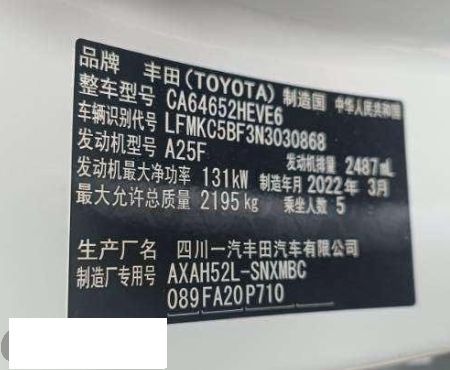 品牌 丰田(TOYOTA) 制造国 中华人民共和国
整车型号 CA64652HEVE6
车辆识别代号 LFMKC5BF3N3030868
发动机型号 A25F 发动机排量 2487mL
发动机最大净功率 131kW 制造年月 2022年 3月
最大允许总质量 2195kg 乘坐人数 5
生产厂名 四川一汽丰田汽车有限公司
制造厂专用号 AXAH52L-SNXMBC
089FA20P710